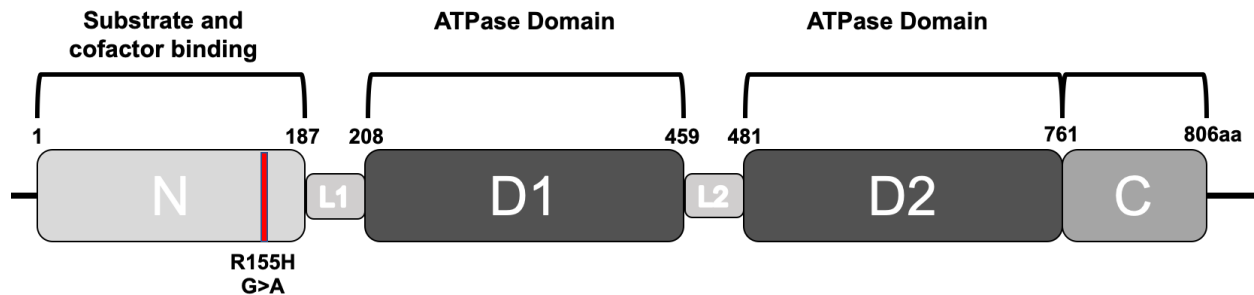 Substrate and
cofactor binding
ATPase Domain
ATPase Domain
1 187 208 459 481 761 806aa
N L1 D1 L2 D2 C
R155H
G>A